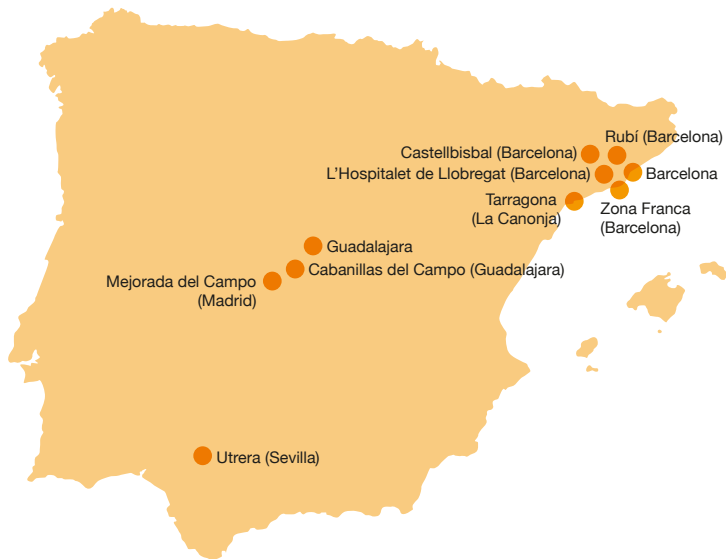 Rubí (Barcelona)
Castellbisbal (Barcelona)
L'Hospitalet de Llobregat (Barcelona)
Barcelona
Tarragona
(La Canonja)
Zona Franca
(Barcelona)
Guadalajara
Cabanillas del Campo (Guadalajara)
Mejorada del Campo
(Madrid)
Utrera (Sevilla)